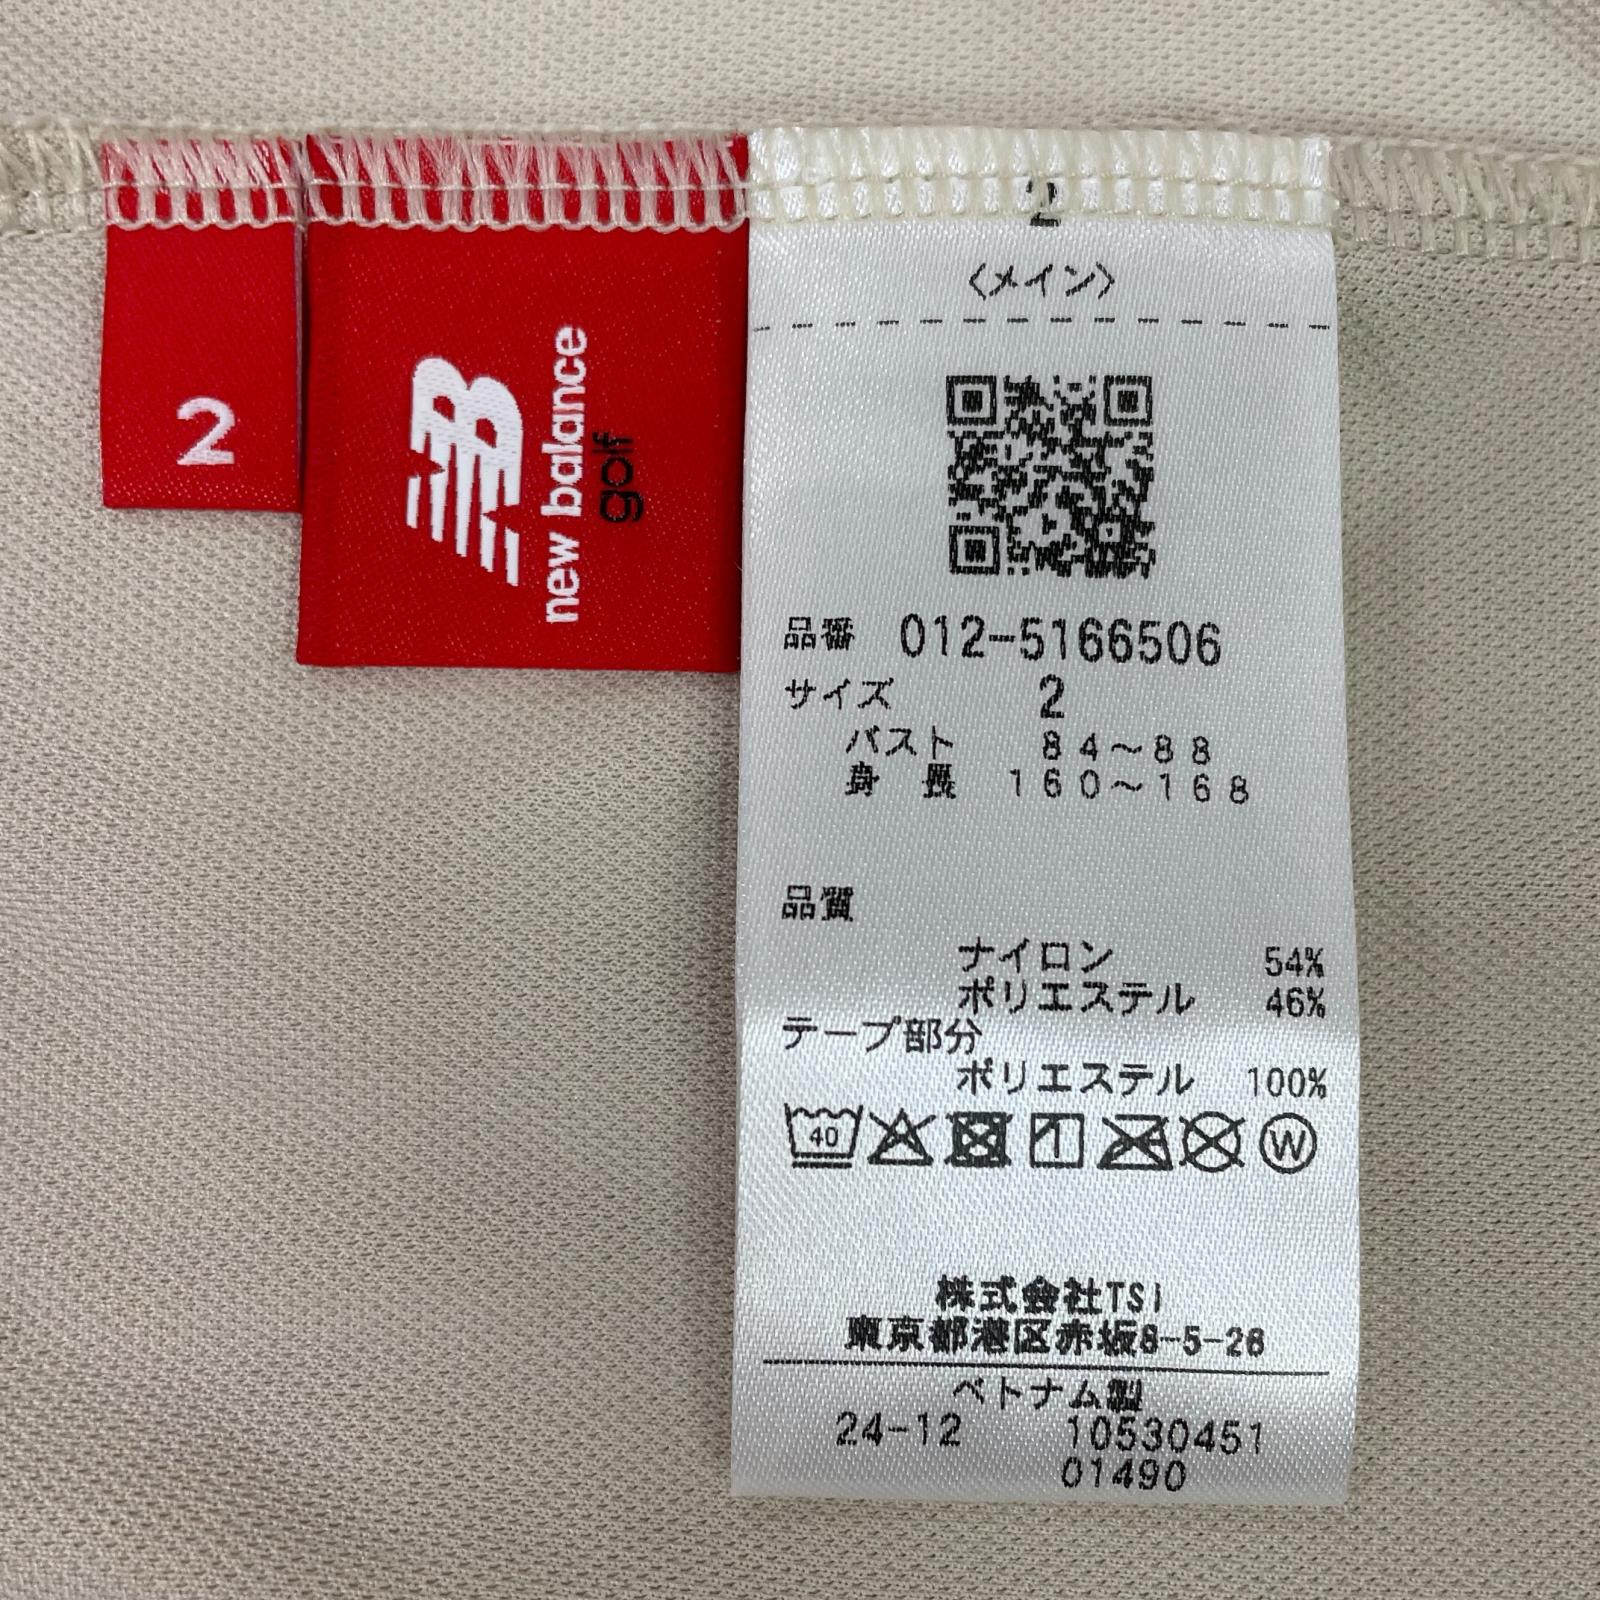 2
new balance
golf
2
〈メイン〉
品番 012-5166506
サイズ 2
バスト 84～88
身長 160～168
品質
ナイロン 54%
ポリエステル 46%
テープ部分
ポリエステル 100%
40
W
株式会社TSI
東京都港区赤坂8-5-26
ベトナム製
24-12 10530451
01490